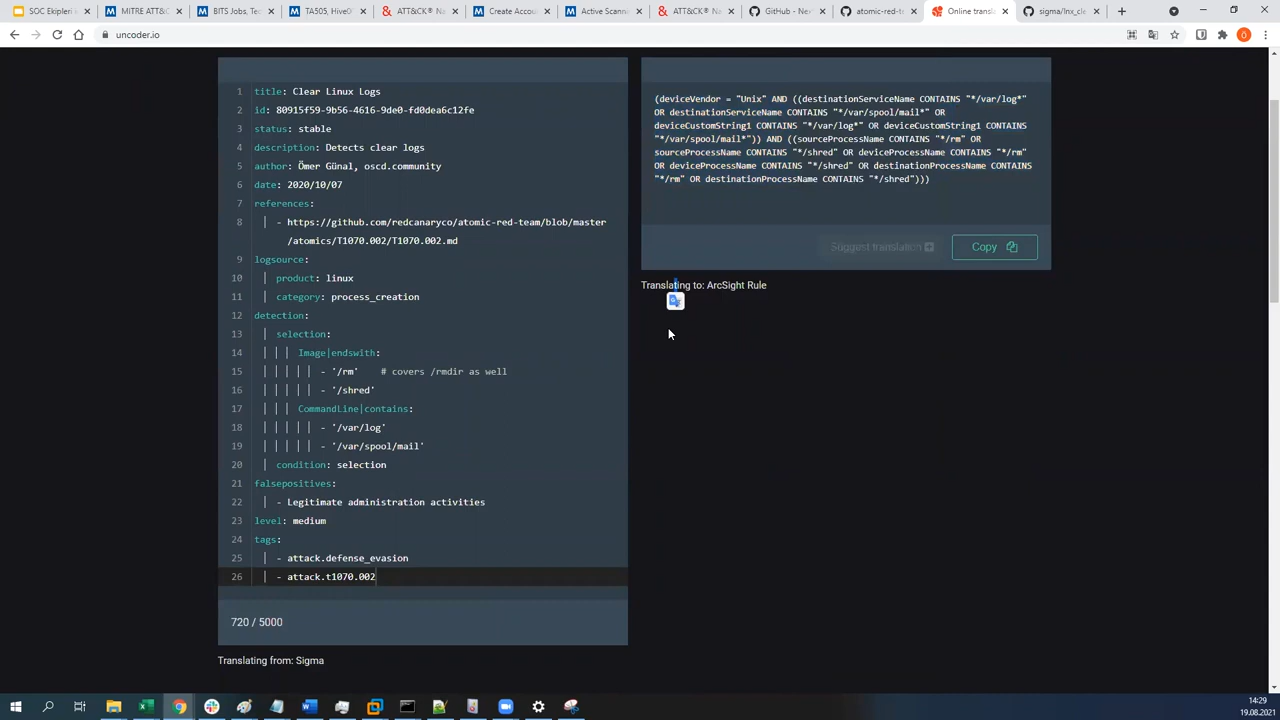 SOC Ekipleri k
MITRE ATT&C
BITS Jobs, Tec
TA505, HiveO
ATT&CK® Na
Create Accou
Active Scannin
ATT&CK® Na
GitHub - Nex
atomic-red-te
Online transla
sigma/lnx_cle
uncoder.io
1 title: Clear Linux Logs
2 id: 80915f59-9b56-4616-9de0-fd0dea6c12fe
3 status: stable
4 description: Detects clear logs
5 author: Ömer Günal, oscd.community
6 date: 2020/10/07
7 references:
8 - https://github.com/redcanaryco/atomic-red-team/blob/master
/atomics/T1070.002/T1070.002.md
9 logsource:
10 product: linux
11 category: process_creation
12 detection:
13 selection:
14 Image|endswith:
15 - '/rm' # covers /rmdir as well
16 - '/shred'
17 CommandLine|contains:
18 - '/var/log'
19 - '/var/spool/mail'
20 condition: selection
21 falsepositives:
22 - Legitimate administration activities
23 level: medium
24 tags:
25 - attack.defense_evasion
26 - attack.t1070.002
720 / 5000
Translating from: Sigma
(deviceVendor = "Unix" AND ((destinationServiceName CONTAINS "*/var/log*"
OR destinationServiceName CONTAINS "*/var/spool/mail*" OR
deviceCustomString1 CONTAINS "*/var/log*" OR deviceCustomString1 CONTAINS
"*/var/spool/mail*")) AND ((sourceProcessName CONTAINS "*/rm" OR
sourceProcessName CONTAINS "*/shred" OR deviceProcessName CONTAINS "*/rm"
OR deviceProcessName CONTAINS "*/shred" OR destinationProcessName CONTAINS
"*/rm" OR destinationProcessName CONTAINS "*/shred")))
Suggest translation
Copy
Translating to: ArcSight Rule
14:29
19.08.2021